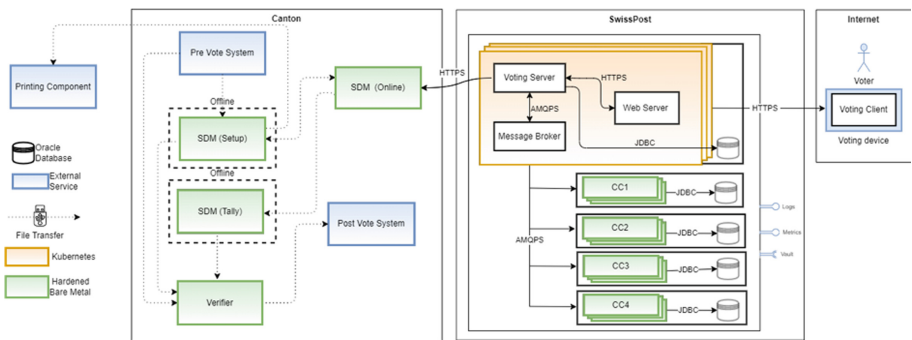 Canton
SwissPost
Internet
Pre Vote System
Voter
Printing Component
SDM (Online)
HTTPS
Voting Server
HTTPS
Web Server
HTTPS
Voting Client
AMQPS
Message Broker
JDBC
Voting device
Offline
SDM (Setup)
Oracle
Database
External
Service
File Transfer
Kubernetes
Hardened
Bare Metal
Offline
SDM (Tally)
Post Vote System
Verifier
AMQPS
CC1
JDBC
CC2
JDBC
CC3
JDBC
CC4
JDBC
Logs
Metrics
Vault